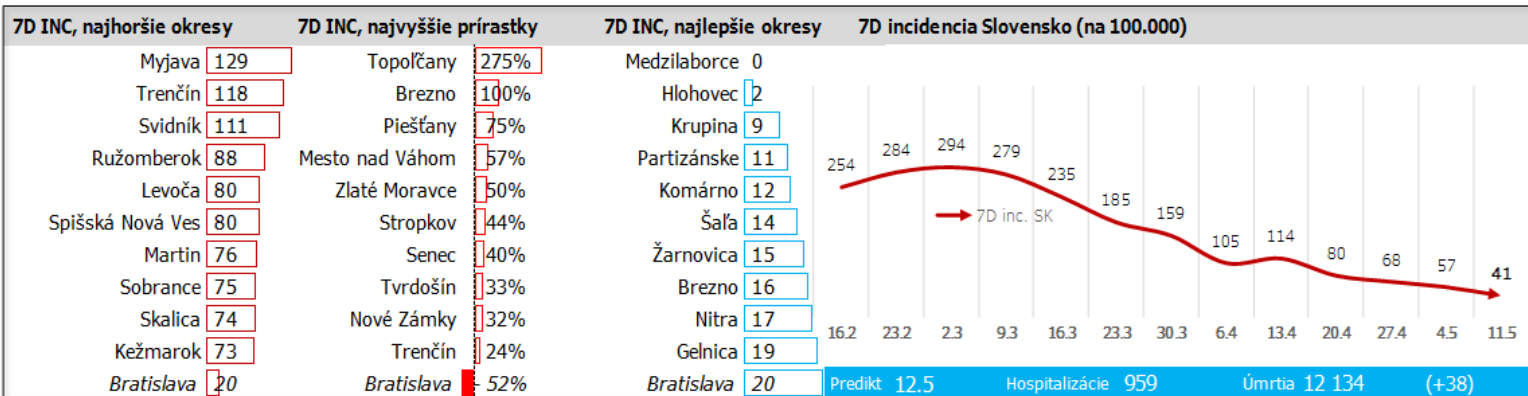 7D INC, najhoršie okresy 7D INC, najvyššie prírastky 7D INC, najlepšie okresy 7D incidencia Slovensko (na 100.000)
Myjava 129 Topoľčany 275% Medzilaborce 0
Trenčín 118 Brezno 100% Hlohovec 2
Svidník 111 Piešťany 75% Krupina 9
Ružomberok 88 Mesto nad Váhom 57% Partizánske 11
Levoča 80 Zlaté Moravce 50% Komárno 12
Spišská Nová Ves 80 Stropkov 44% Šaľa 14
Martin 76 Senec 40% Žarnovica 15
Sobrance 75 Tvrdošín 33% Brezno 16
Skalica 74 Nové Zámky 32% Nitra 17
Kežmarok 73 Trenčín 24% Gelnica 19
Bratislava 20 Bratislava - 52% Bratislava 20
254 284 294 279 235 185 159 105 114 80 68 57 41
7D inc. SK
16.2 23.2 2.3 9.3 16.3 23.3 30.3 6.4 13.4 20.4 27.4 4.5 11.5
Predikt 12.5 Hospitalizácie 959 Úmrtia 12 134 (+38)